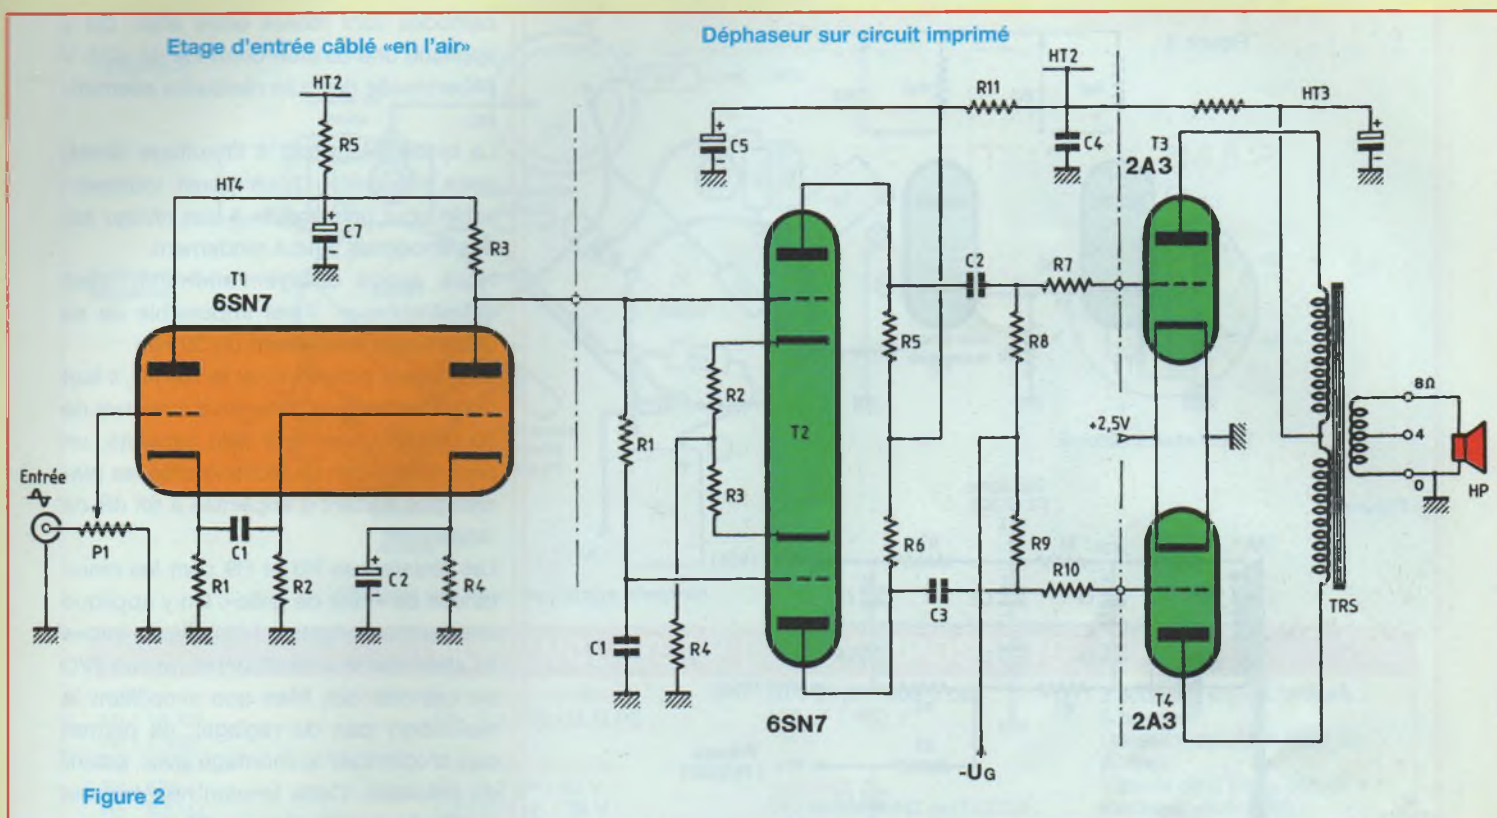 Etage d'entrée câblé «en l'air»
Déphaseur sur circuit imprimé
HT2
R5
HT4
C7
R3
T1
6SN7
Entrée
P1
R1
C1
R2
C2
R4
HT2
R11
HT3
C5
C4
T3
2A3
C2
R7
R5
R8
R2
R1
T2
+2,5V
8Ω
4
0
HP
R3
R6
R9
R10
C3
TRS
C1
R4
6SN7
T4
2A3
-UG
Figure 2
+
-
+
-
+
+
-